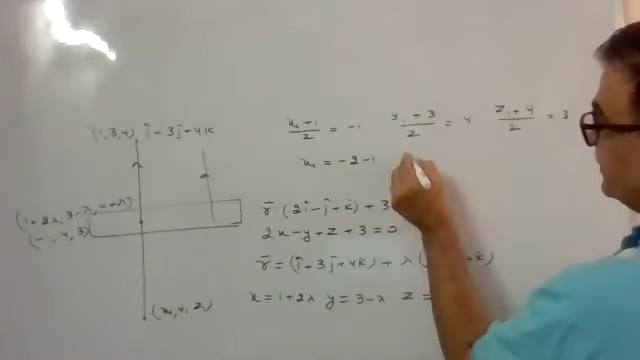 (1, 3, 4) î - 3ĵ + 4k
(1+2λ, 3-λ, 4+λ)
(-1, 4, 3)
(x₁, y₁, z₁)
(x₁+1)/2 = -1 (y₁+3)/2 = 4 (z₁+4)/2 = 3
x₁ = -2-1
r̄ (2î-ĵ+k̂) + 3
2x-y+z+3=0
r̄ = (î+3ĵ+4k) + λ( +k)
x=1+2λ y=3-λ z=